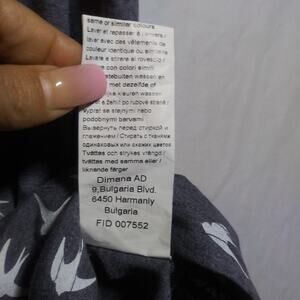 same or similar colours
Laver et repasser à l'envers /
laver avec des vêtements de
couleur identique ou similaire
Lavare e stirare al rovescio /
con colori simili
binnenstebuiten wassen en
met dezelfde of
kleuren wassen
a žehlit po rubové straně /
vyprat se stejnými nebo
podobnými barvami
Вывернуть перед стиркой и
глажением / Стирать с тканями
одинаковых или схожих цветов
Tvättas och strykes vrängd /
tvättas med samma eller /
liknande färger
Dimana AD
9,Bulgaria Blvd.
6450 Harmanly
Bulgaria
FID 007552